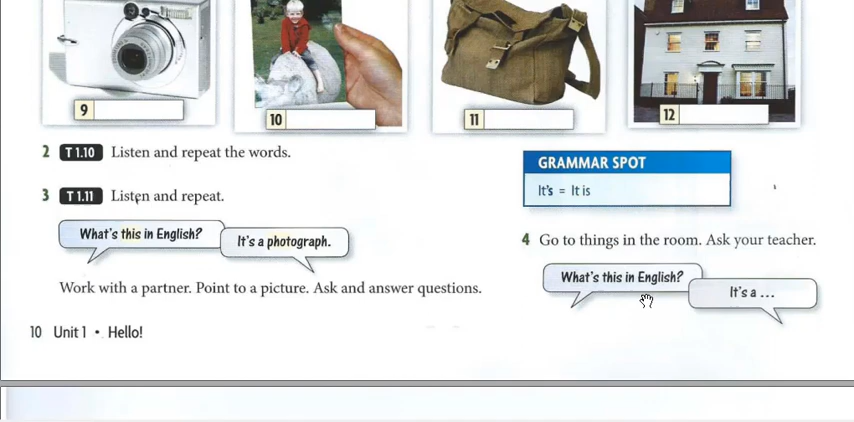 9
10
11
12
2 T 1.10 Listen and repeat the words.
3 T 1.11 Listen and repeat.
What's this in English?
It's a photograph.
Work with a partner. Point to a picture. Ask and answer questions.
10 Unit 1 • Hello!
GRAMMAR SPOT
It's = It is
4 Go to things in the room. Ask your teacher.
What's this in English?
It's a ...